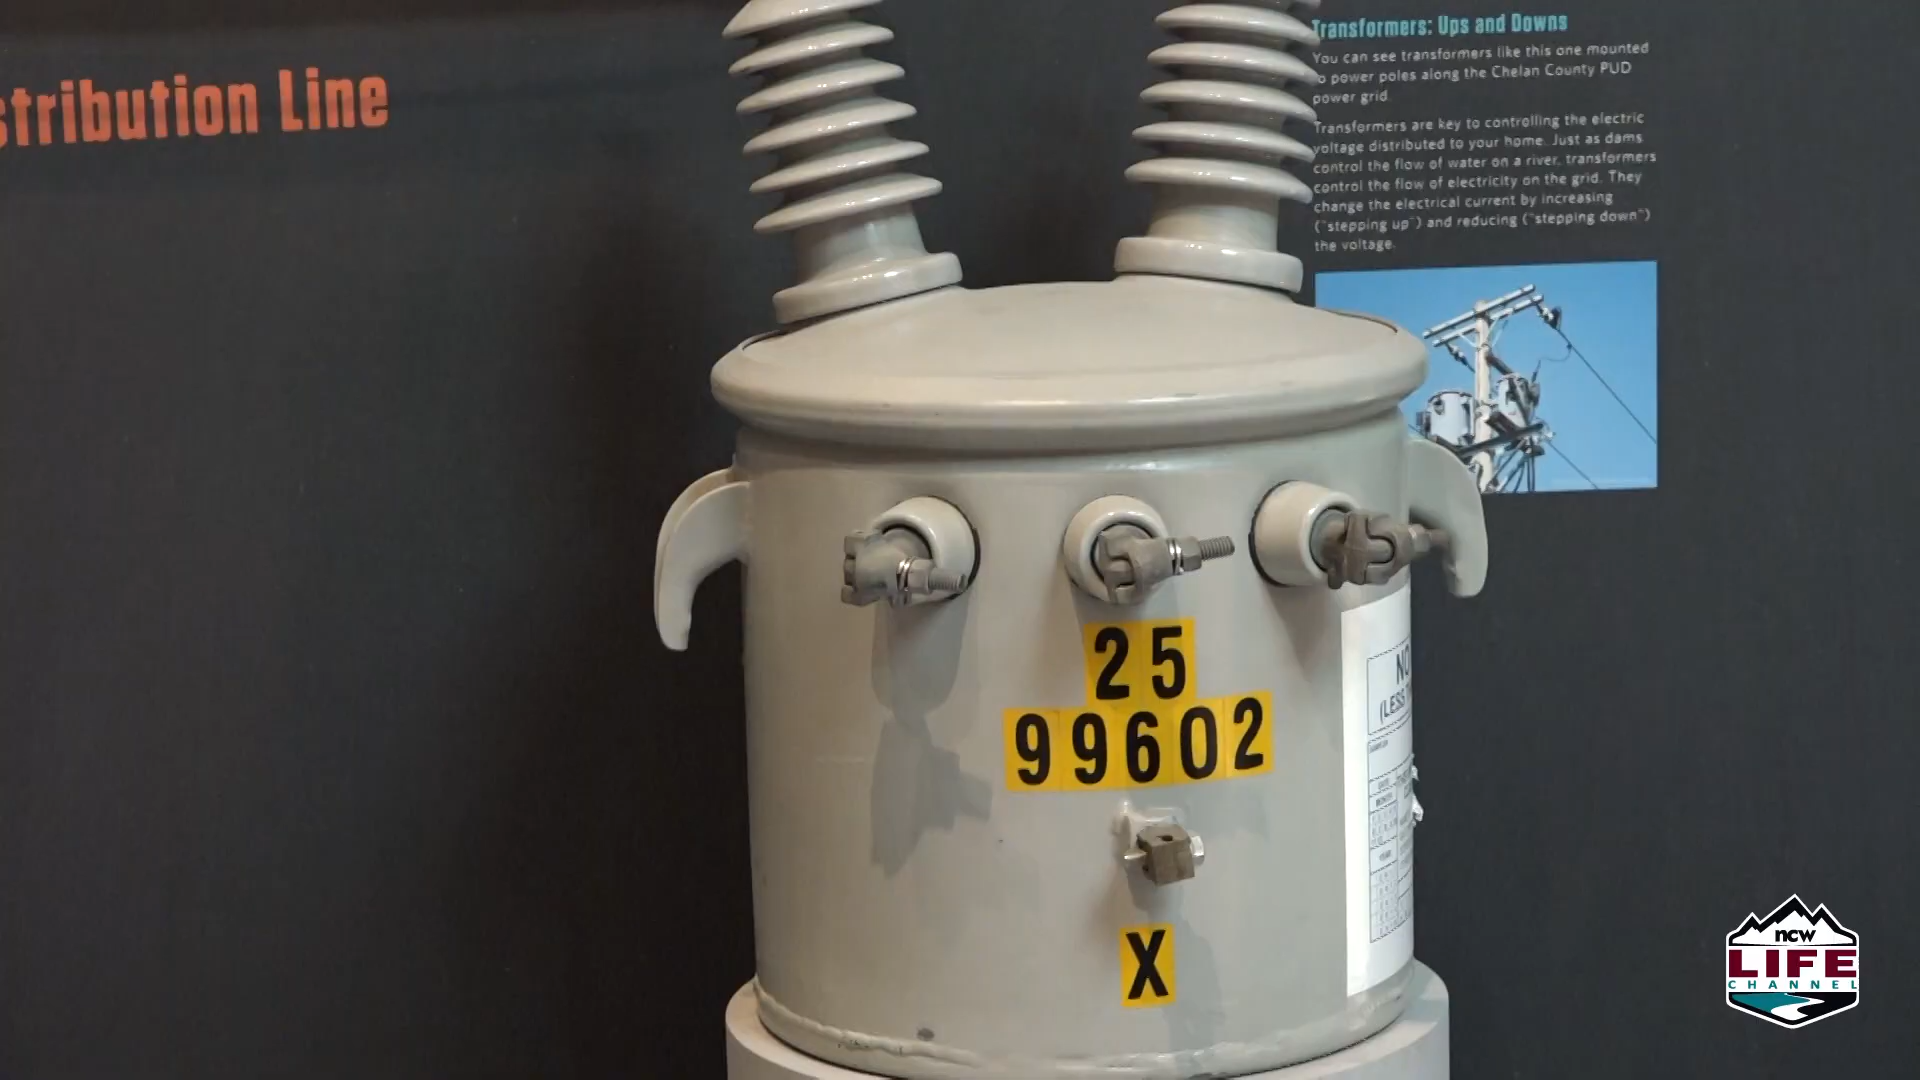 stribution Line
Transformers: Ups and Downs
You can see transformers like this one mounted
to power poles along the Chelan County PUD
power grid.
Transformers are key to controlling the electric
voltage distributed to your home. Just as dams
control the flow of water on a river, transformers
control the flow of electricity on the grid. They
change the electrical current by increasing
("stepping up") and reducing ("stepping down")
the voltage.
25
99602
X
NO
(LESS
YEAR
ncw
LIFE
CHANNEL